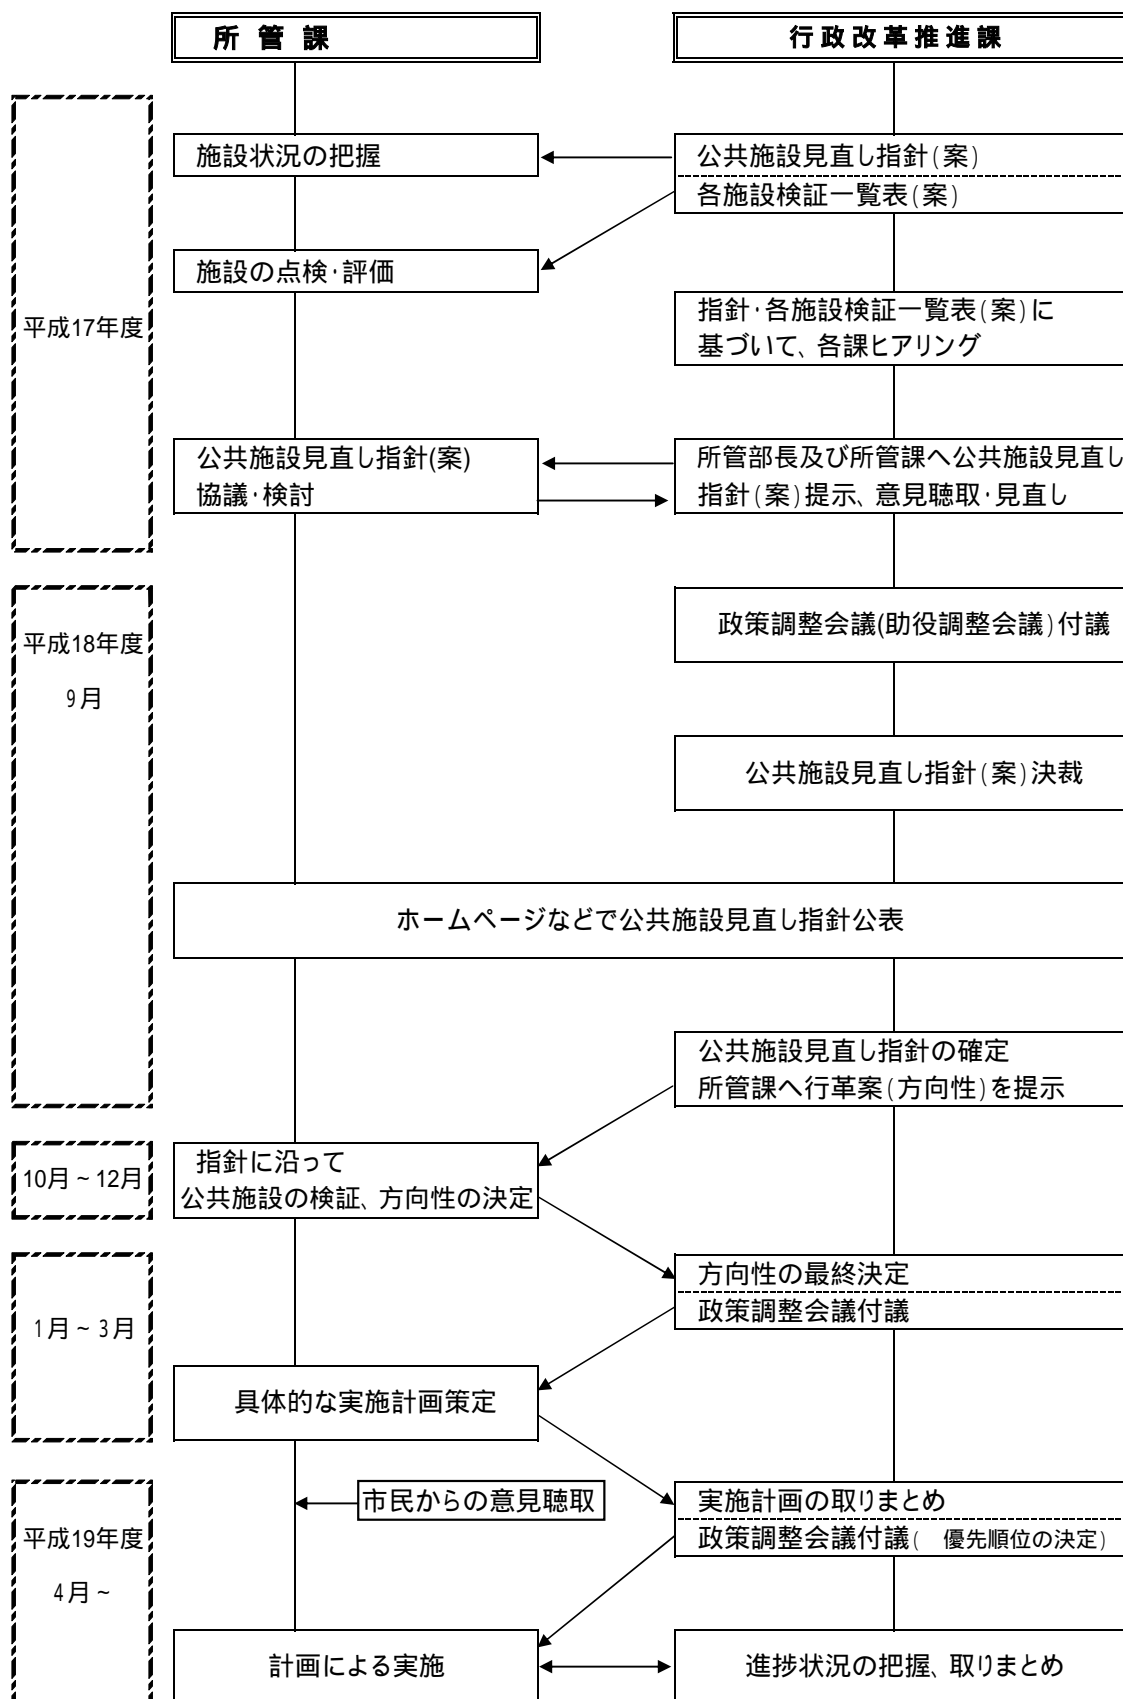 所管課
行政改革推進課
平成17年度
施設状況の把握
公共施設見直し指針(案)
各施設検証一覧表(案)
施設の点検・評価
指針・各施設検証一覧表(案)に
基づいて、各課ヒアリング
公共施設見直し指針(案)
協議・検討
所管部長及び所管課へ公共施設見直し
指針(案)提示、意見聴取・見直し
平成18年度
9月
政策調整会議(助役調整会議)付議
公共施設見直し指針(案)決裁
ホームページなどで公共施設見直し指針公表
公共施設見直し指針の確定
所管課へ行革案(方向性)を提示
10月~12月
指針に沿って
公共施設の検証、方向性の決定
1月~3月
方向性の最終決定
政策調整会議付議
具体的な実施計画策定
平成19年度
4月~
市民からの意見聴取
実施計画の取りまとめ
政策調整会議付議( 優先順位の決定)
計画による実施
進捗状況の把握、取りまとめ